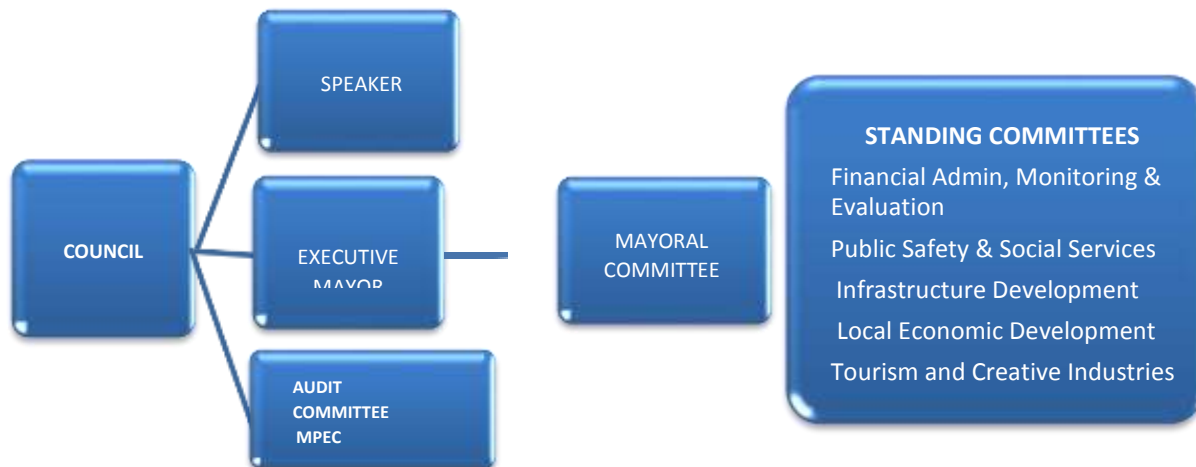 SPEAKER
COUNCIL
EXECUTIVE
MAYOR
AUDIT
COMMITTEE
MPEC
MAYORAL
COMMITTEE
STANDING COMMITTEES
Financial Admin, Monitoring &
Evaluation
Public Safety & Social Services
Infrastructure Development
Local Economic Development
Tourism and Creative Industries